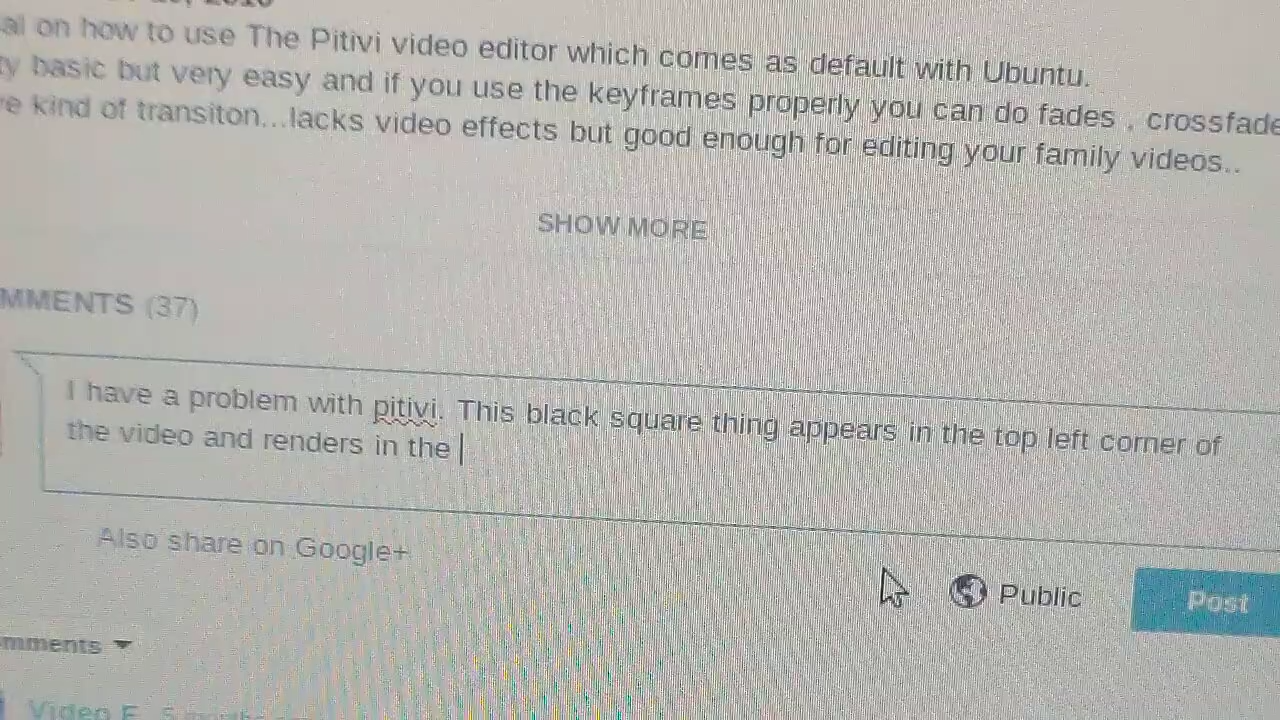 al on how to use The Pitivi video editor which comes as default with Ubuntu.
ty basic but very easy and if you use the keyframes properly you can do fades , crossfade
re kind of transiton...lacks video effects but good enough for editing your family videos..
SHOW MORE
MMENTS (37)
I have a problem with pitivi. This black square thing appears in the top left corner of
the video and renders in the
Also share on Google+
Public
Post
mments
Video E